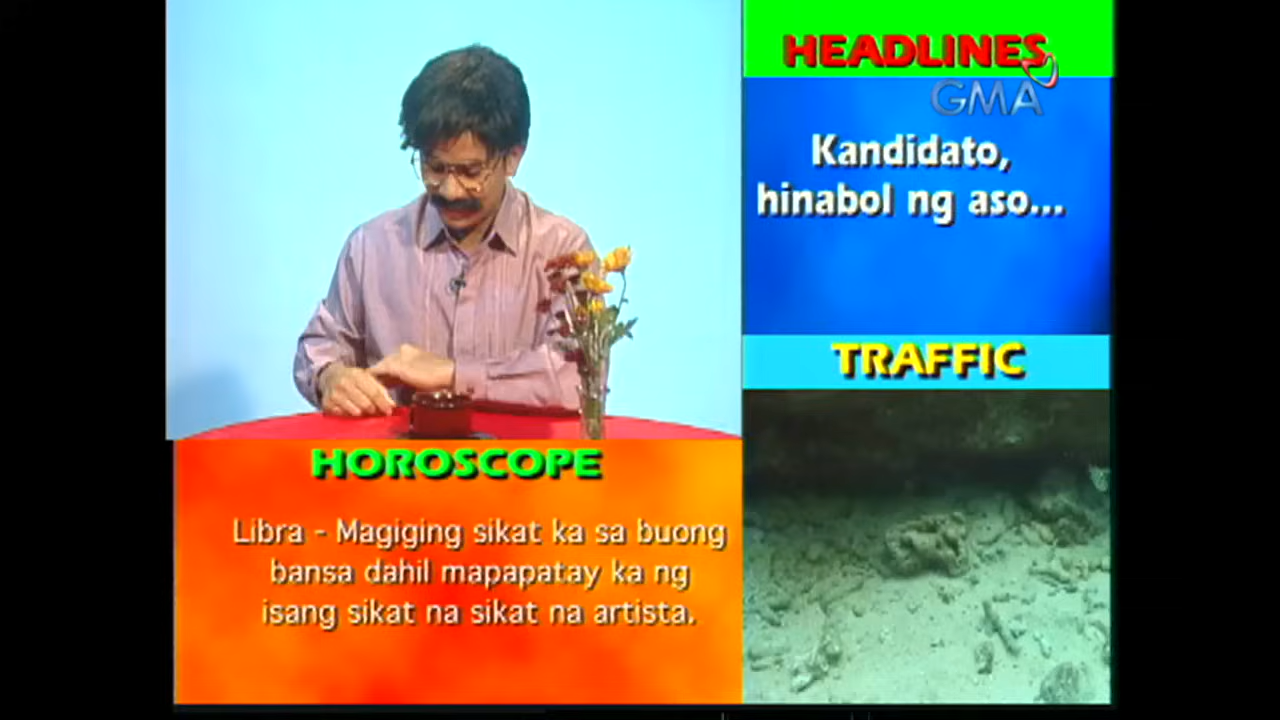 HEADLINES
GMA
Kandidato,
hinabol ng aso...
TRAFFIC
HOROSCOPE
Libra - Magiging sikat ka sa buong
bansa dahil mapapatay ka ng
isang sikat na sikat na artista.